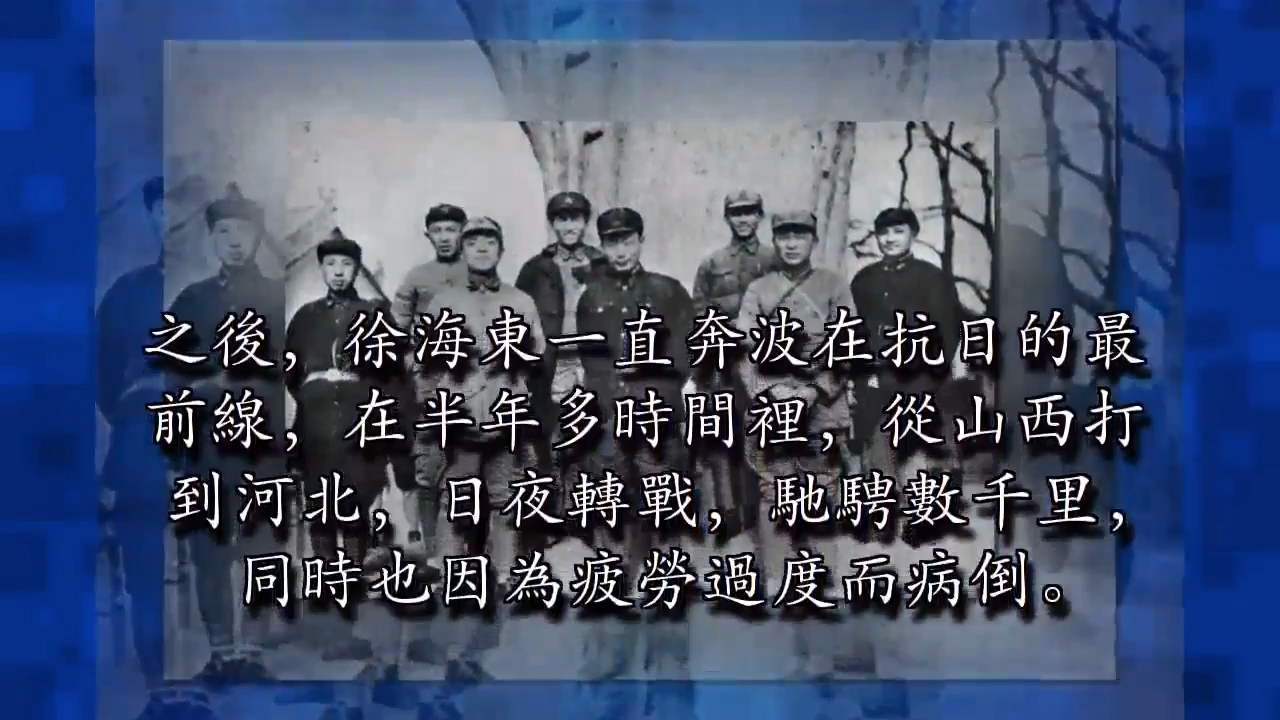 之後，徐海東一直奔波在抗日的最
前線，在半年多時間裡，從山西打
到河北，日夜轉戰，馳騁數千里，
同時也因為疲勞過度而病倒。